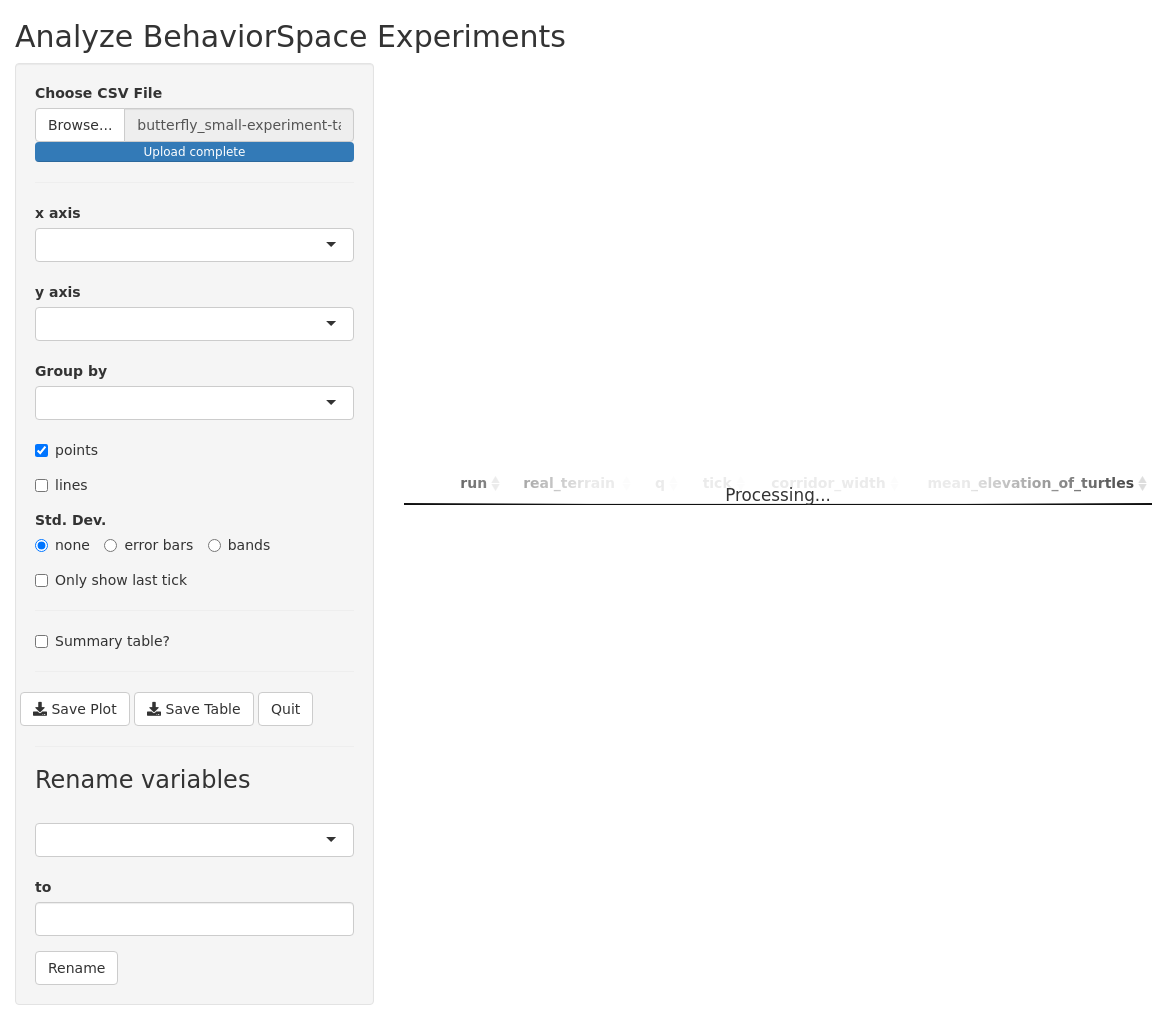 Analyze BehaviorSpace Experiments
Choose CSV File
Browse... butterfly_small-experiment-ta
Upload complete
x axis
y axis
Group by
points
lines
Std. Dev.
none error bars bands
Only show last tick
Summary table?
Save Plot Save Table Quit
Rename variables
to
Rename
run real_terrain q tick corridor_width mean_elevation_of_turtles
Processing...